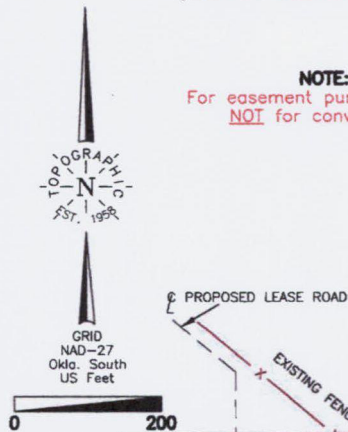 NOTE:
For easement pur
NOT for conv
TOPOGRAPHIC
N
EST. 1958
GRID
NAD-27
Okla. South
US Feet
0 200
℄ PROPOSED LEASE ROAD
EXISTING FENC
X